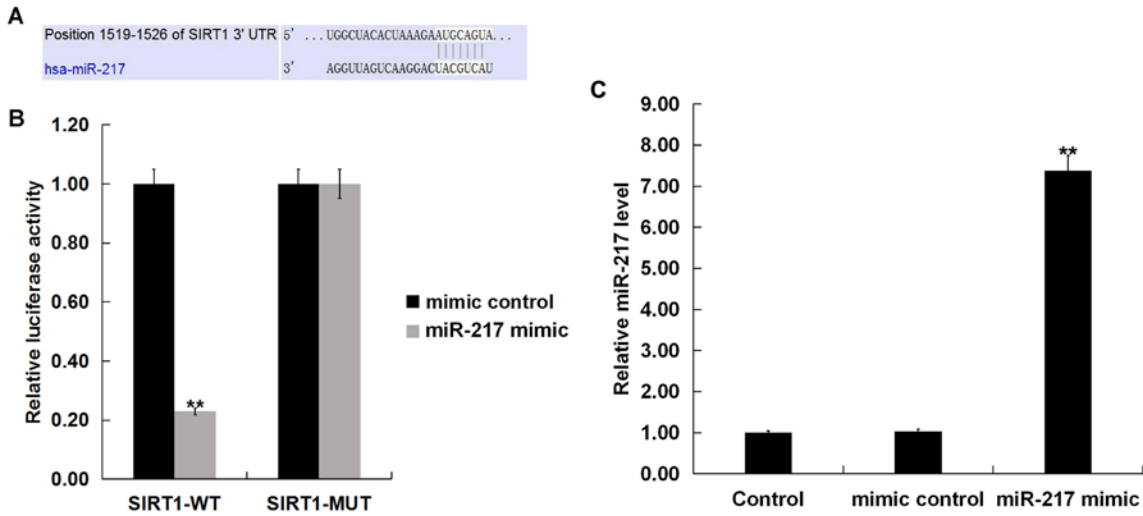 A
Position 1519-1526 of SIRT1 3' UTR 5' ...UGGCUACACUAAAGAAUGCAGUA...
hsa-miR-217 3' AGGUUAGUCAAGGACUACGUCAU
B
1.20
1.00
0.80
0.60
0.40
0.20
0.00
Relative luciferase activity
**
SIRT1-WT SIRT1-MUT
mimic control
miR-217 mimic
C
9.00
8.00
7.00
6.00
5.00
4.00
3.00
2.00
1.00
0.00
Relative miR-217 level
**
Control mimic control miR-217 mimic